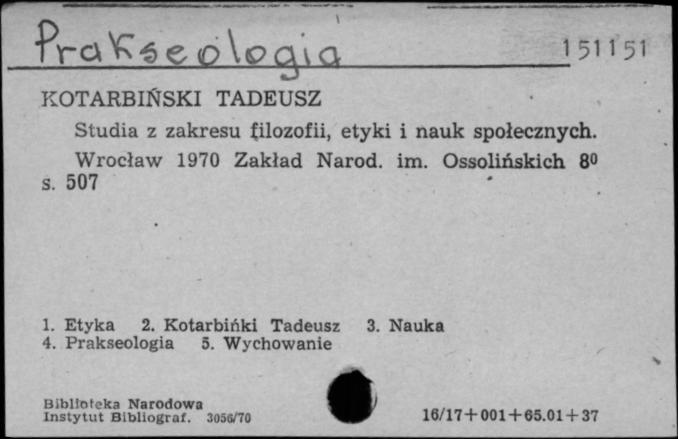 Prakseologia 151151
KOTARBIŃSKI TADEUSZ
Studia z zakresu filozofii, etyki i nauk społecznych.
Wrocław 1970 Zakład Narod. im. Ossolińskich 8⁰
s. 507
1. Etyka 2. Kotarbińki Tadeusz 3. Nauka
4. Prakseologia 5. Wychowanie
Biblioteka Narodowa
Instytut Bibliograf. 3056/70 16/17+001+65.01+37